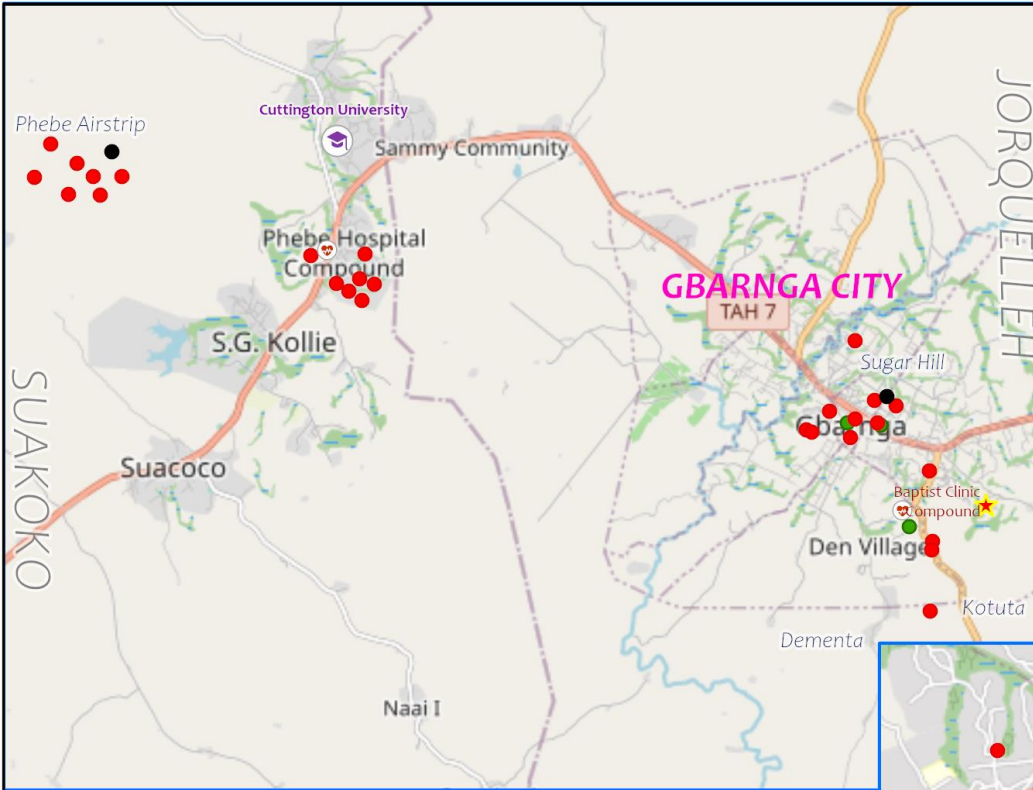 Cuttington University
Phebe Airstrip
Sammy Community
JORQUELLEH
Phebe Hospital
Compound
GBARNGA CITY
TAH 7
S.G. Kollie
Sugar Hill
SUAKOKO
Gbarnga
Suacoco
Baptist Clinic
Compound
Den Village
Kotuta
Dementa
Naai I